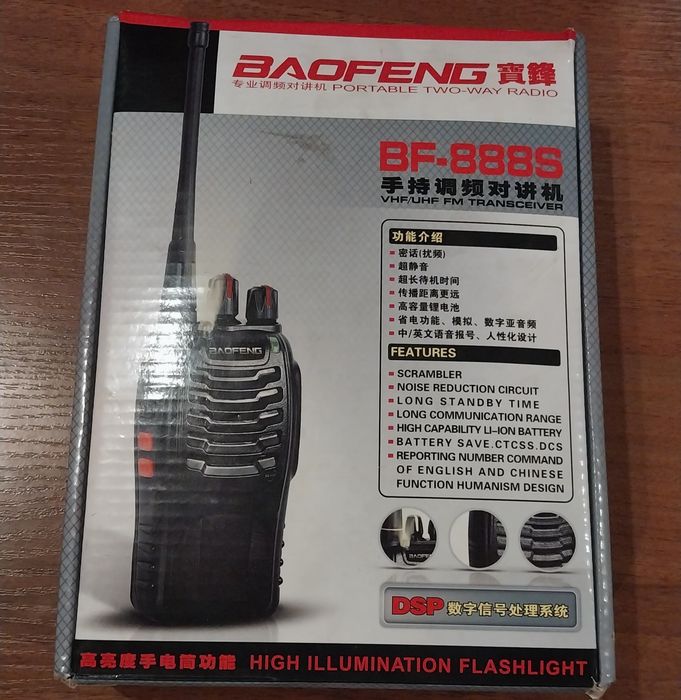 BAOFENG 寳鋒
专业调频对讲机 PORTABLE TWO-WAY RADIO
BF-888S
手持调频对讲机
VHF/UHF FM TRANSCEIVER
功能介绍
密话(扰频)
超静音
超长待机时间
传播距离更远
高容量锂电池
省电功能、模拟、数字亚音频
中/英文语音报号、人性化设计
FEATURES
SCRAMBLER
NOISE REDUCTION CIRCUIT
LONG STANDBY TIME
LONG COMMUNICATION RANGE
HIGH CAPABILITY LI-ION BATTERY
BATTERY SAVE.CTCSS.DCS
REPORTING NUMBER COMMAND
OF ENGLISH AND CHINESE
FUNCTION HUMANISM DESIGN
BAOFENG
BAOFENG
DSP 数字信号处理系统
高亮度手电筒功能 HIGH ILLUMINATION FLASHLIGHT